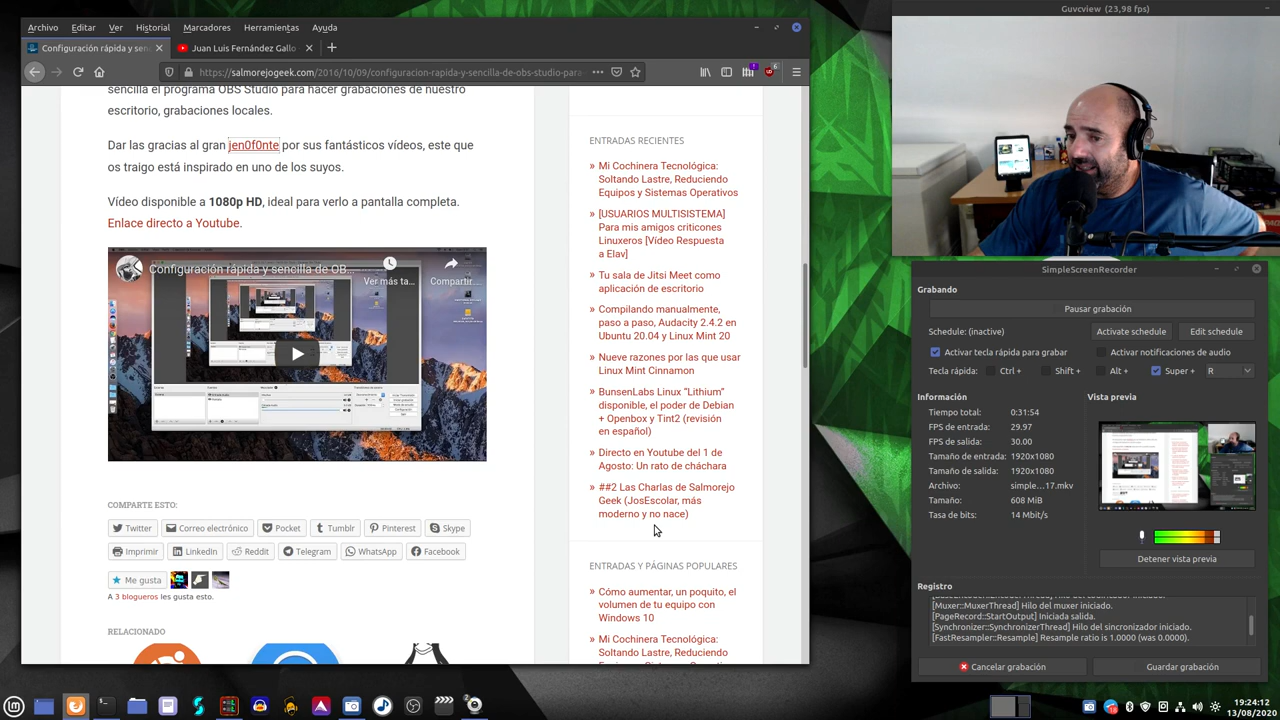 Archivo Editar Ver Historial Marcadores Herramientas Ayuda
Configuración rápida y sen
Juan Luis Fernández Gallo
https://salmorejogeek.com/2016/10/09/configuracion-rapida-y-sencilla-de-obs-studio-para-
6
sencilla el programa OBS Studio para hacer grabaciones de nuestro
escritorio, grabaciones locales.
Dar las gracias al gran jen0f0nte por sus fantásticos vídeos, este que
os traigo está inspirado en uno de los suyos.
Vídeo disponible a 1080p HD, ideal para verlo a pantalla completa.
Enlace directo a Youtube.
Configuración rápida y sencilla de OB...
Ver más ta...
Compartir...
COMPARTE ESTO:
Twitter Correo electrónico Pocket Tumblr Pinterest Skype
Imprimir LinkedIn Reddit Telegram WhatsApp Facebook
Me gusta
A 3 blogueros les gusta esto.
RELACIONADO
ENTRADAS RECIENTES
» Mi Cochinera Tecnológica:
Soltando Lastre, Reduciendo
Equipos y Sistemas Operativos
» [USUARIOS MULTISISTEMA]
Para mis amigos criticones
Linuxeros [Vídeo Respuesta
a Elav]
» Tu sala de Jitsi Meet como
aplicación de escritorio
» Compilando manualmente,
paso a paso, Audacity 2.4.2 en
Ubuntu 20.04 y Linux Mint 20
» Nueve razones por las que usar
Linux Mint Cinnamon
» BunsenLabs Linux “Lithium”
disponible, el poder de Debian
+ Openbox y Tint2 (revisión
en español)
» Directo en Youtube del 1 de
Agosto: Un rato de cháchara
» ##2 Las Charlas de Salmorejo
Geek (JosEscolar, más
moderno y no nace)
ENTRADAS Y PÁGINAS POPULARES
» Cómo aumentar, un poquito, el
volumen de tu equipo con
Windows 10
» Mi Cochinera Tecnológica:
Soltando Lastre, Reduciendo
Guvcview (23,98 fps)
SimpleScreenRecorder
Grabando
Pausar grabación
Schedule: (inactive) Activate schedule Edit schedule
Activar tecla rápida para grabar Activar notificaciones de audio
Tecla rápida: Ctrl + Shift + Alt + Super + R
Información
Tiempo total: 0:31:54
FPS de entrada: 29.97
FPS de salida: 30.00
Tamaño de entrada: 1920x1080
Tamaño de salida: 1920x1080
Archivo: simple...17.mkv
Tamaño: 608 MiB
Tasa de bits: 14 Mbit/s
Vista previa
Detener vista previa
Registro
[Muxer::MuxerThread] Hilo del muxer iniciado.
[PageRecord::StartOutput] Iniciada salida.
[Synchronizer::SynchronizerThread] Hilo del sincronizador iniciado.
[FastResampler::Resample] Resample ratio is 1.0000 (was 0.0000).
Cancelar grabación Guardar grabación
19:24:12
13/08/2020